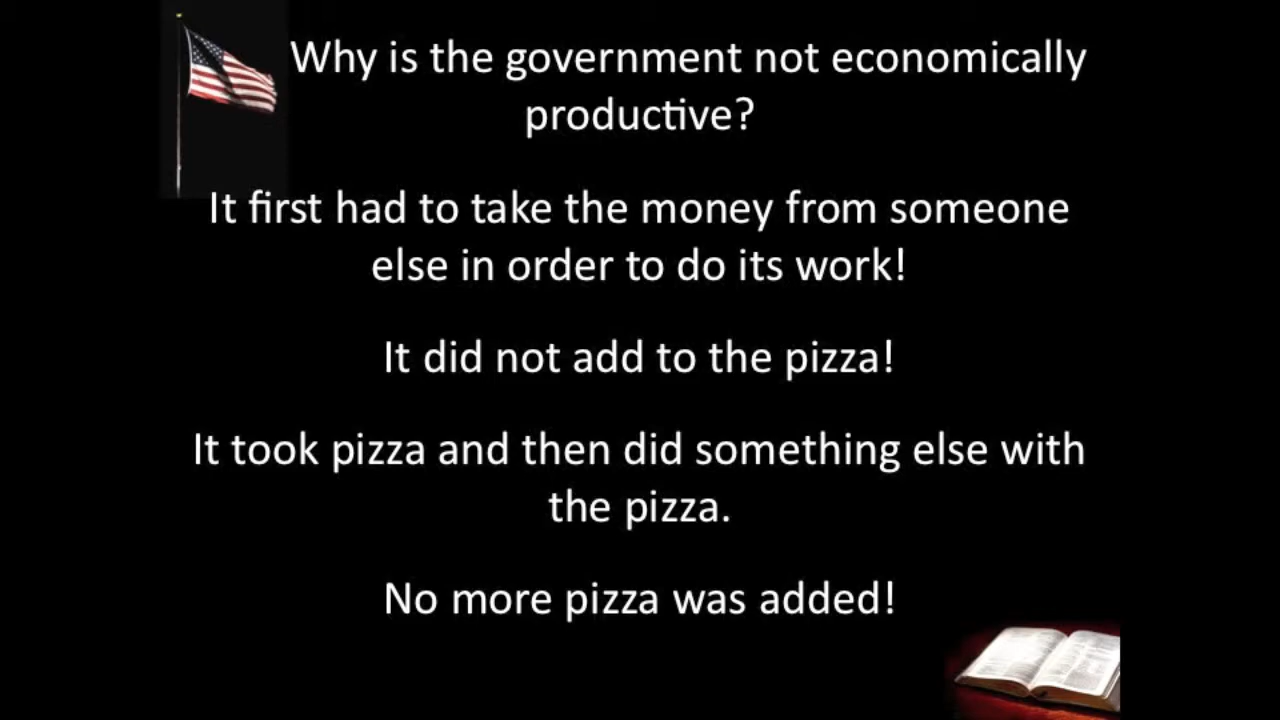 Why is the government not economically
productive?
It first had to take the money from someone
else in order to do its work!
It did not add to the pizza!
It took pizza and then did something else with
the pizza.
No more pizza was added!